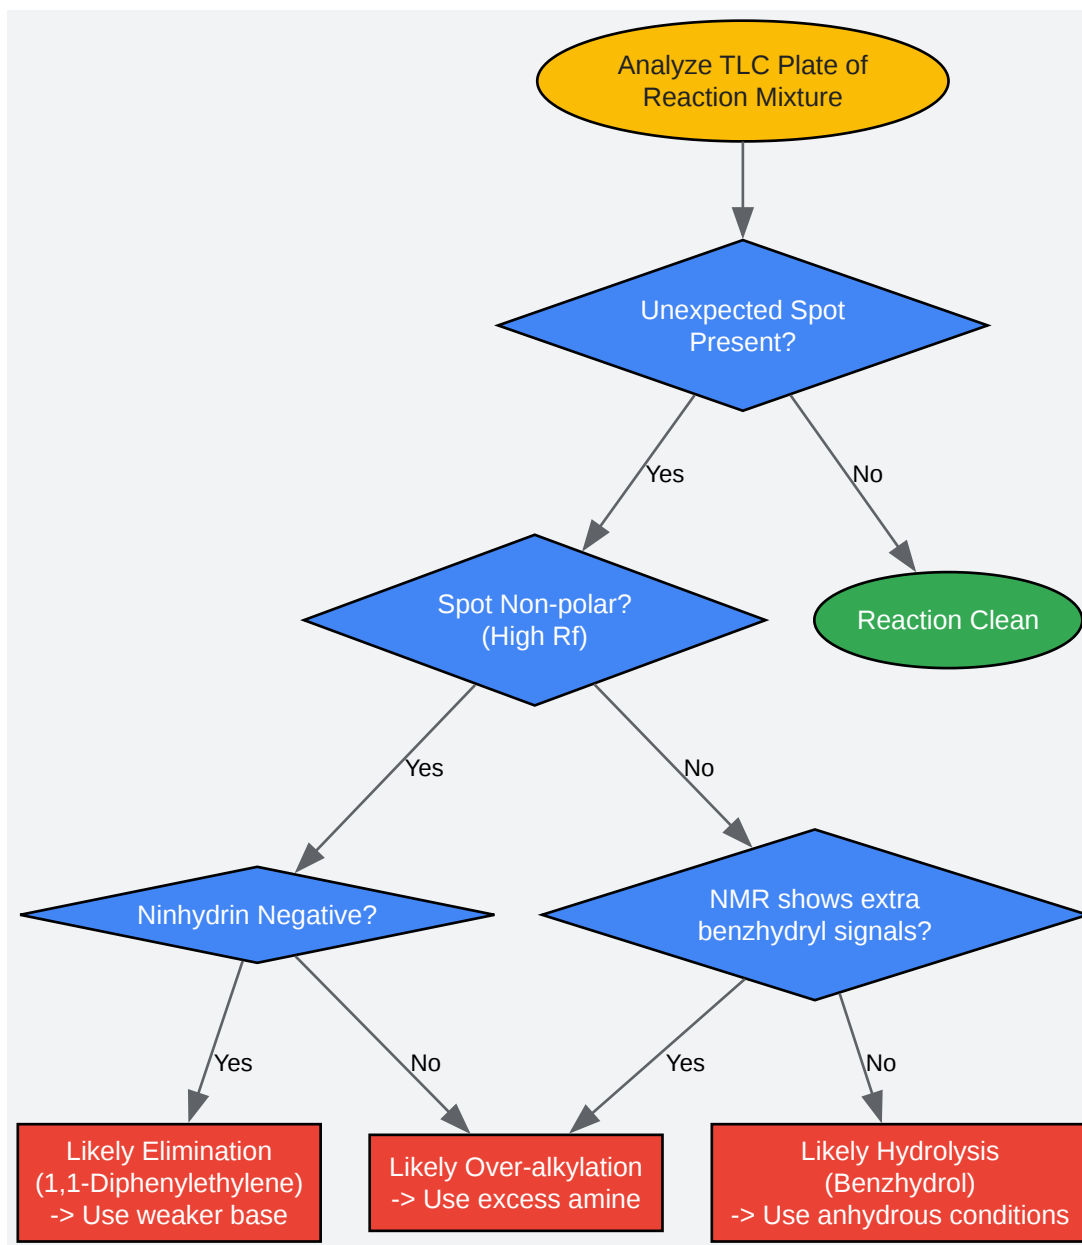 Analyze TLC Plate of
Reaction Mixture
Unexpected Spot
Present?
Yes
No
Spot Non-polar?
(High Rf)
Reaction Clean
Yes
No
Ninhydrin Negative?
NMR shows extra
benzhydryl signals?
Yes
No
Yes
No
Likely Elimination
(1,1-Diphenylethylene)
-> Use weaker base
Likely Over-alkylation
-> Use excess amine
Likely Hydrolysis
(Benzhydrol)
-> Use anhydrous conditions